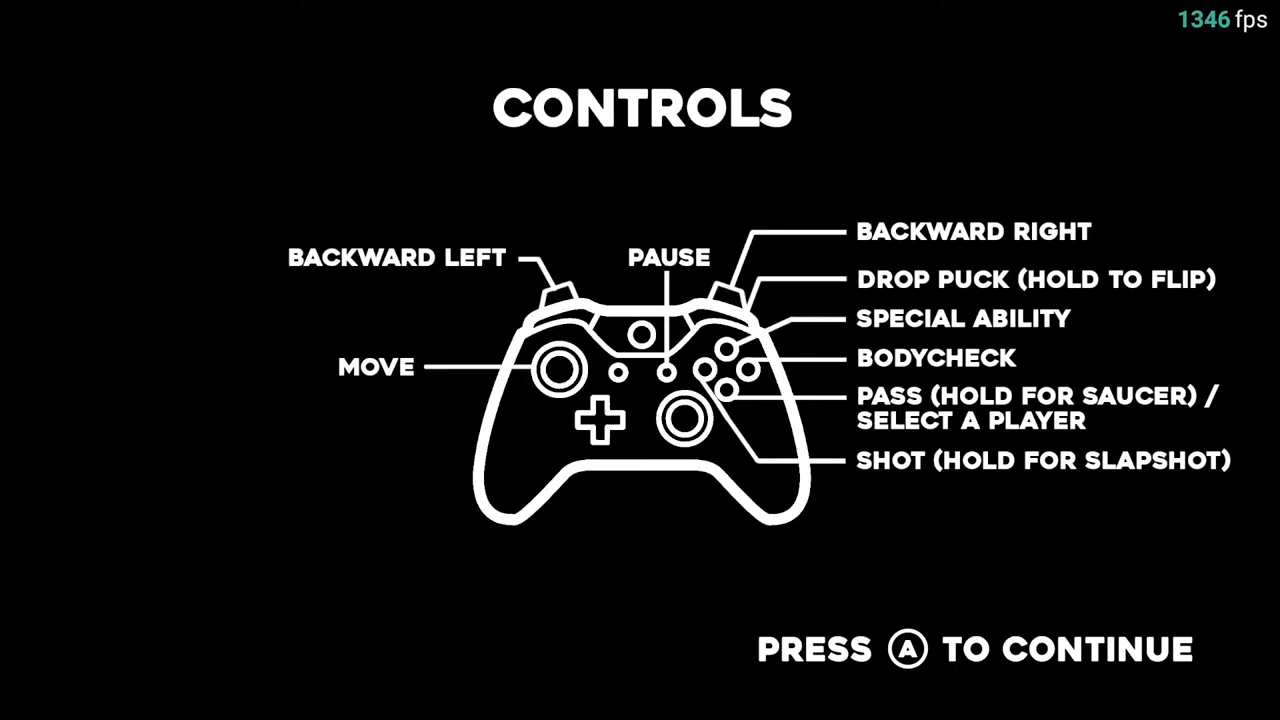 1346 fps
CONTROLS
BACKWARD RIGHT
BACKWARD LEFT
PAUSE
DROP PUCK (HOLD TO FLIP)
SPECIAL ABILITY
BODYCHECK
MOVE
PASS (HOLD FOR SAUCER) /
SELECT A PLAYER
SHOT (HOLD FOR SLAPSHOT)
PRESS A TO CONTINUE